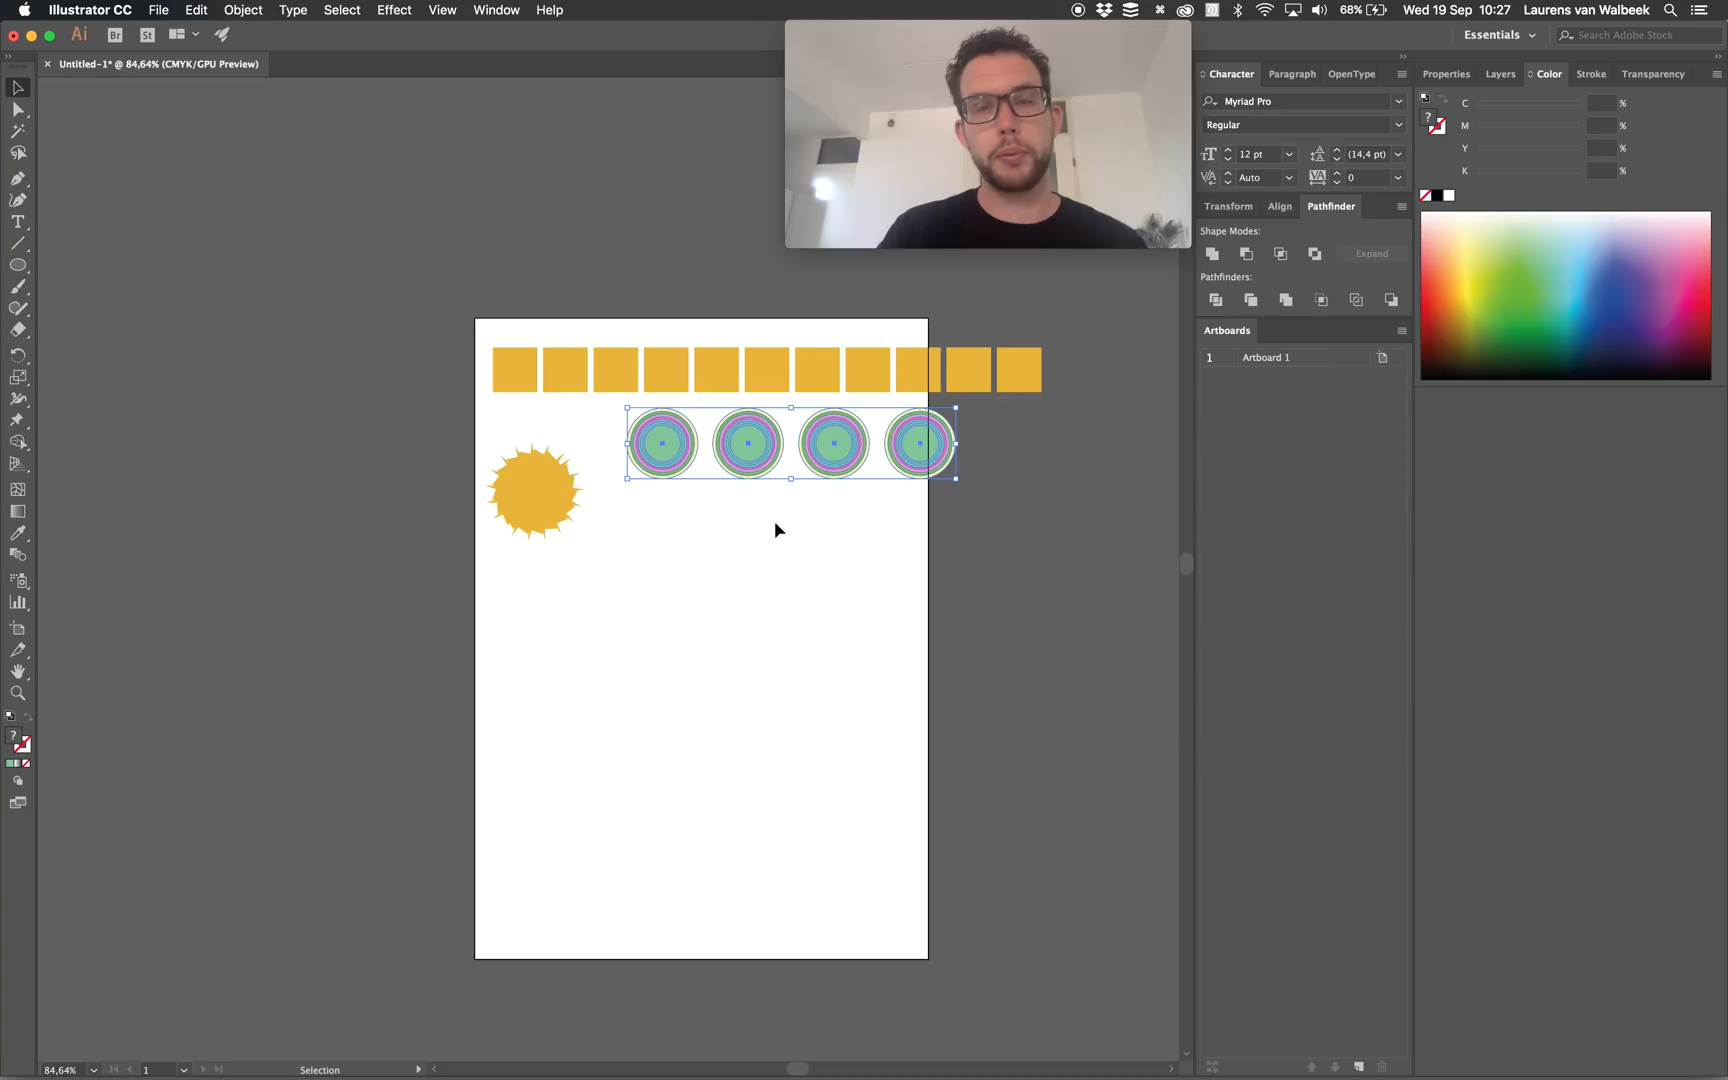 Illustrator CC File Edit Object Type Select Effect View Window Help 68% Wed 19 Sep 10:27 Laurens van Walbeek
Ai Br St Essentials Search Adobe Stock
× Untitled-1* @ 84,64% (CMYK/GPU Preview)
Character Paragraph OpenType Properties Layers Color Stroke Transparency
Myriad Pro C %
Regular M %
12 pt (14,4 pt) Y %
Auto 0 K %
Transform Align Pathfinder
Shape Modes:
Expand
Pathfinders:
Artboards
1 Artboard 1
84,64% 1 Selection